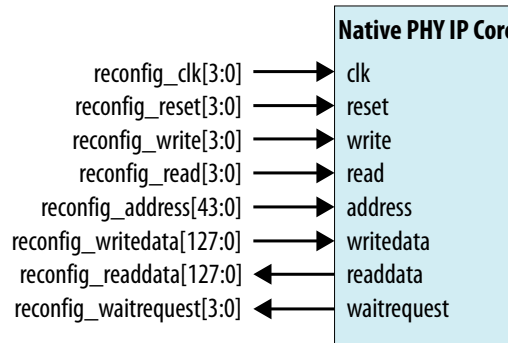 Native PHY IP Core
reconfig_clk[3:0] clk
reconfig_reset[3:0] reset
reconfig_write[3:0] write
reconfig_read[3:0] read
reconfig_address[43:0] address
reconfig_writedata[127:0] writedata
reconfig_readdata[127:0] readdata
reconfig_waitrequest[3:0] waitrequest